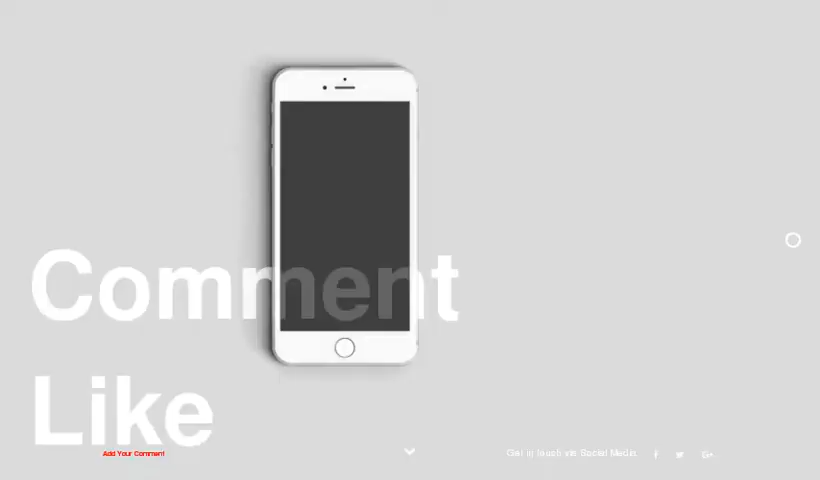 Comment
Like
Add Your Comment
Get in touch via Social Media
G+